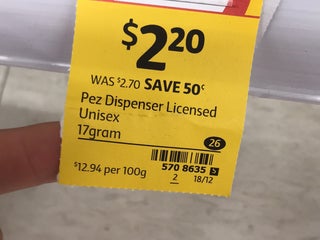 $2.20
WAS $2.70 SAVE 50c
Pez Dispenser Licensed
Unisex
17gram
26
$12.94 per 100g
570 8635 >
2 18/12